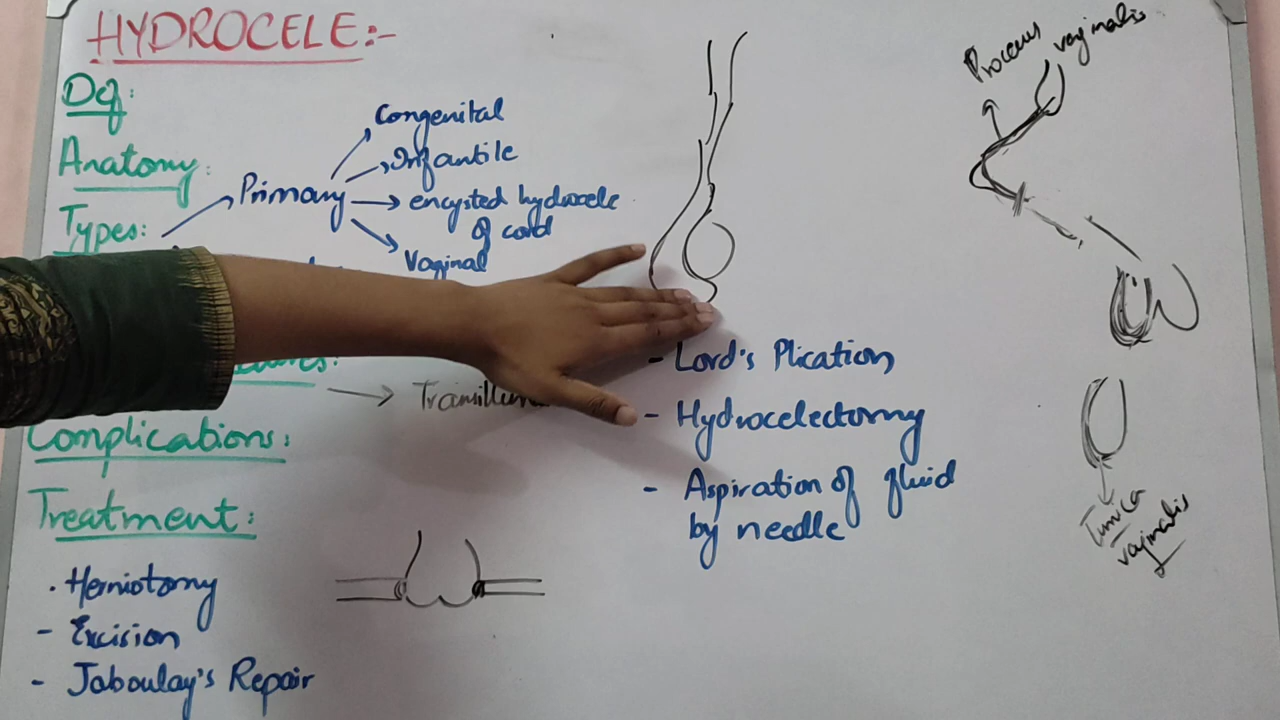 HYDROCELE:-
Def:
Anatomy:
Types:
Primary
Congenital
Infantile
encysted hydrocele
of cord
Vaginal
Complications:
Treatment:
. Herniotomy
- Excision
- Jaboulay's Repair
- Lord's Plication
- Hydrocelectomy
- Aspiration of fluid
by needle
Processus vaginalis
Tunica
vaginalis